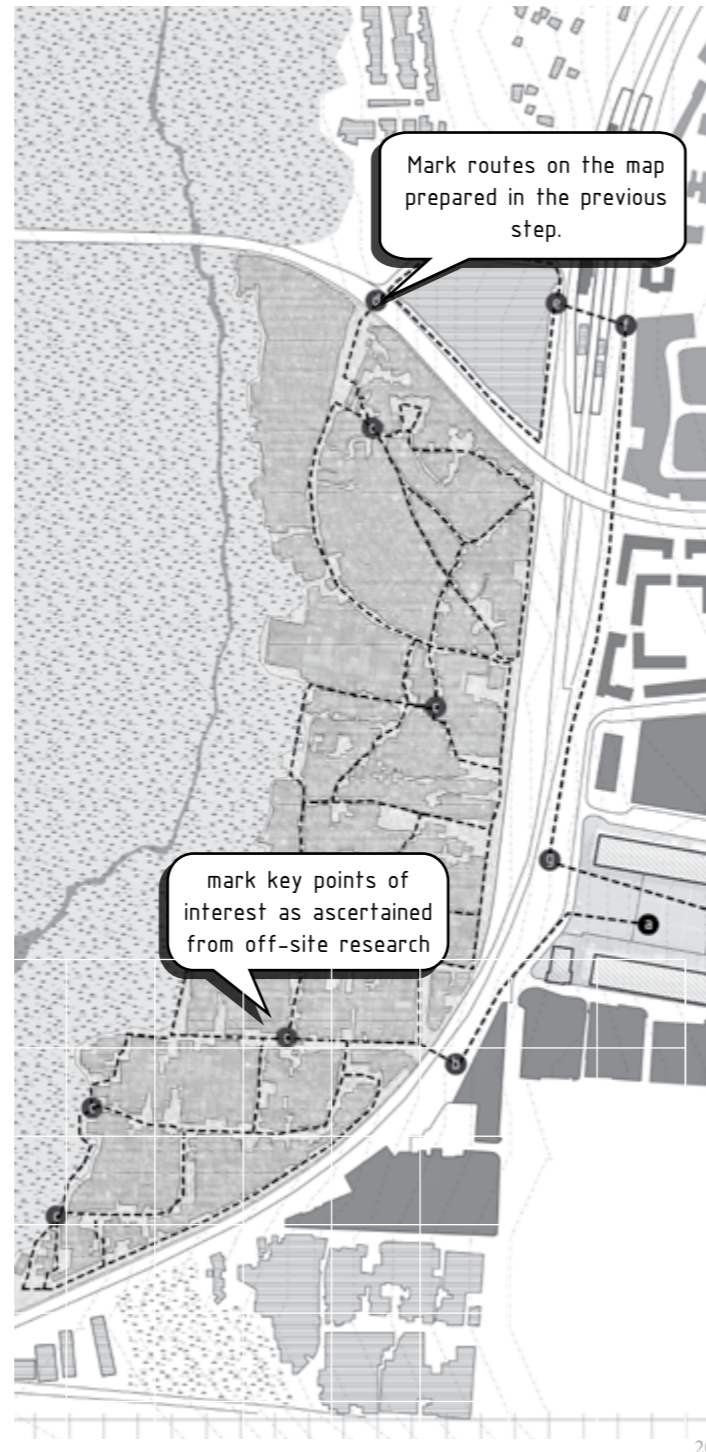 Mark routes on the map
prepared in the previous
step.
d
e
f
c
c
g
mark key points of
interest as ascertained
from off-site research
a
c
b
c
c